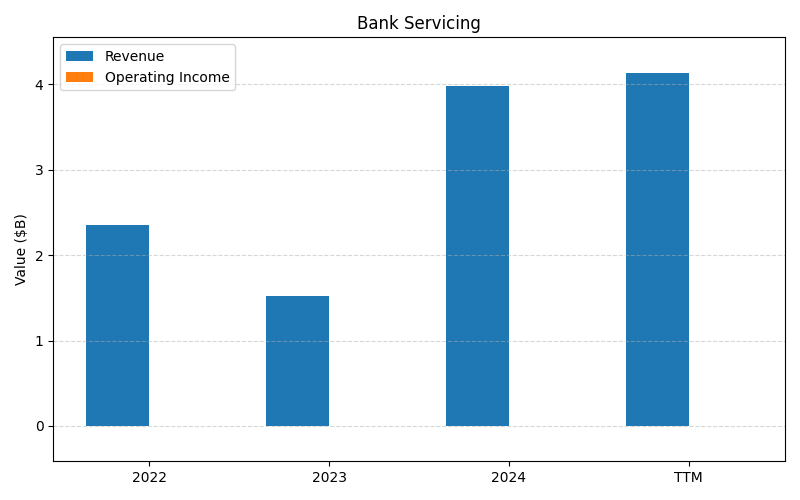 Bank Servicing
Revenue
Operating Income
Value ($B)
4
3
2
1
0
2022
2023
2024
TTM